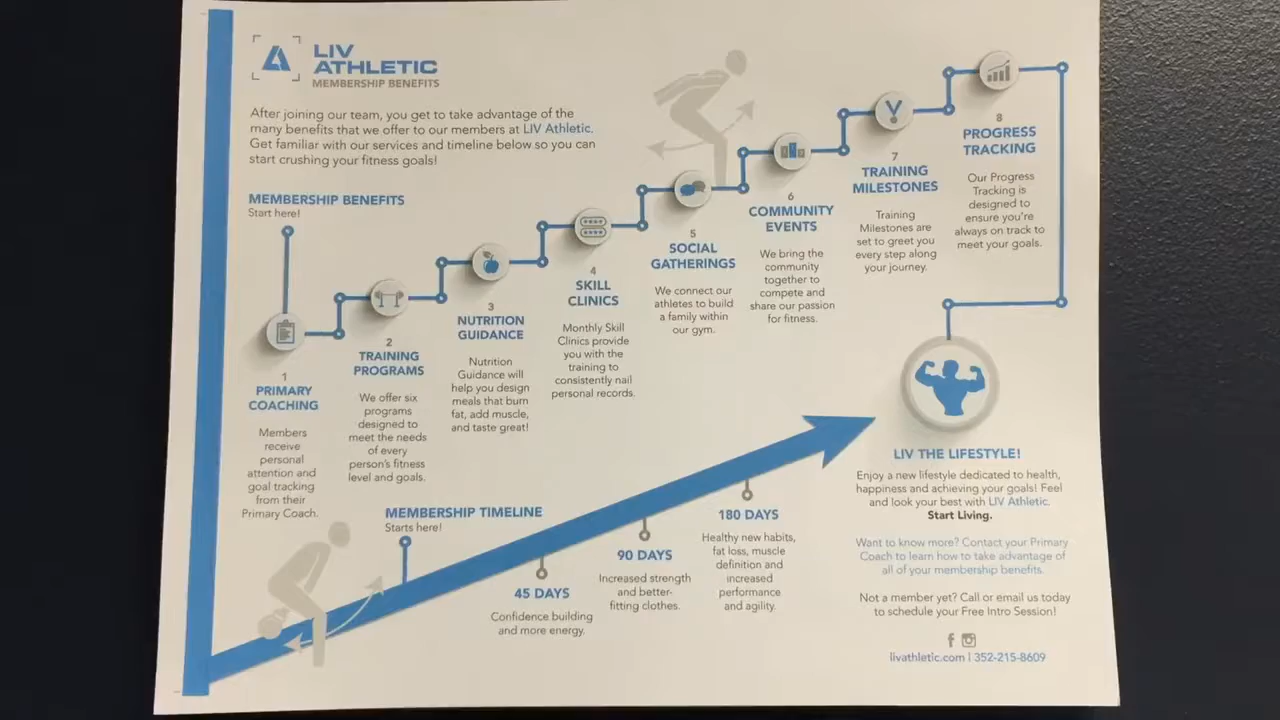 LIV
ATHLETIC
MEMBERSHIP BENEFITS
After joining our team, you get to take advantage of the
many benefits that we offer to our members at LIV Athletic.
Get familiar with our services and timeline below so you can
start crushing your fitness goals!
MEMBERSHIP BENEFITS
Start here!
1
PRIMARY
COACHING
Members
receive
personal
attention and
goal tracking
from their
Primary Coach.
2
TRAINING
PROGRAMS
We offer six
programs
designed to
meet the needs
of every
person's fitness
level and goals.
3
NUTRITION
GUIDANCE
Nutrition
Guidance will
help you design
meals that burn
fat, add muscle,
and taste great!
4
SKILL
CLINICS
Monthly Skill
Clinics provide
you with the
training to
consistently nail
personal records.
5
SOCIAL
GATHERINGS
We connect our
athletes to build
a family within
our gym.
6
COMMUNITY
EVENTS
We bring the
community
together to
compete and
share our passion
for fitness.
7
TRAINING
MILESTONES
Training
Milestones are
set to greet you
every step along
your journey.
8
PROGRESS
TRACKING
Our Progress
Tracking is
designed to
ensure you're
always on track to
meet your goals.
MEMBERSHIP TIMELINE
Starts here!
45 DAYS
Confidence building
and more energy.
90 DAYS
Increased strength
and better-
fitting clothes.
180 DAYS
Healthy new habits,
fat loss, muscle
definition and
increased
performance
and agility.
LIV THE LIFESTYLE!
Enjoy a new lifestyle dedicated to health,
happiness and achieving your goals! Feel
and look your best with LIV Athletic.
Start Living.
Want to know more? Contact your Primary
Coach to learn how to take advantage of
all of your membership benefits.
Not a member yet? Call or email us today
to schedule your Free Intro Session!
livathletic.com | 352-215-8609